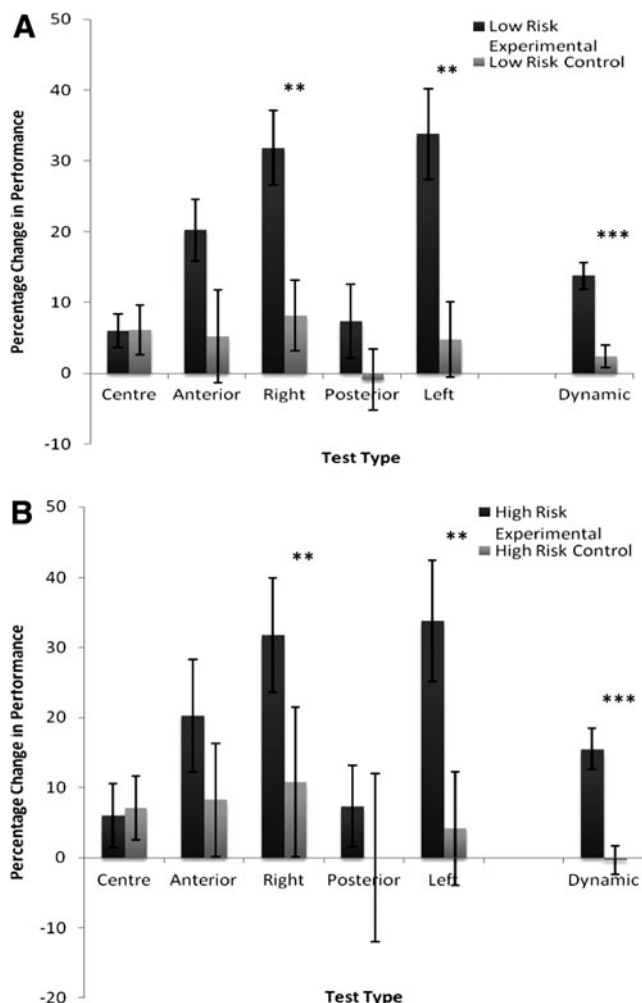 A
50
40
30
20
10
0
-10
Percentage Change in Performance
Low Risk
Experimental
Low Risk Control
**
**
***
Centre Anterior Right Posterior Left Dynamic
Test Type
B
50
40
30
20
10
0
-10
-20
Percentage Change in Performance
High Risk
Experimental
High Risk Control
**
**
***
Centre Anterior Right Posterior Left Dynamic
Test Type